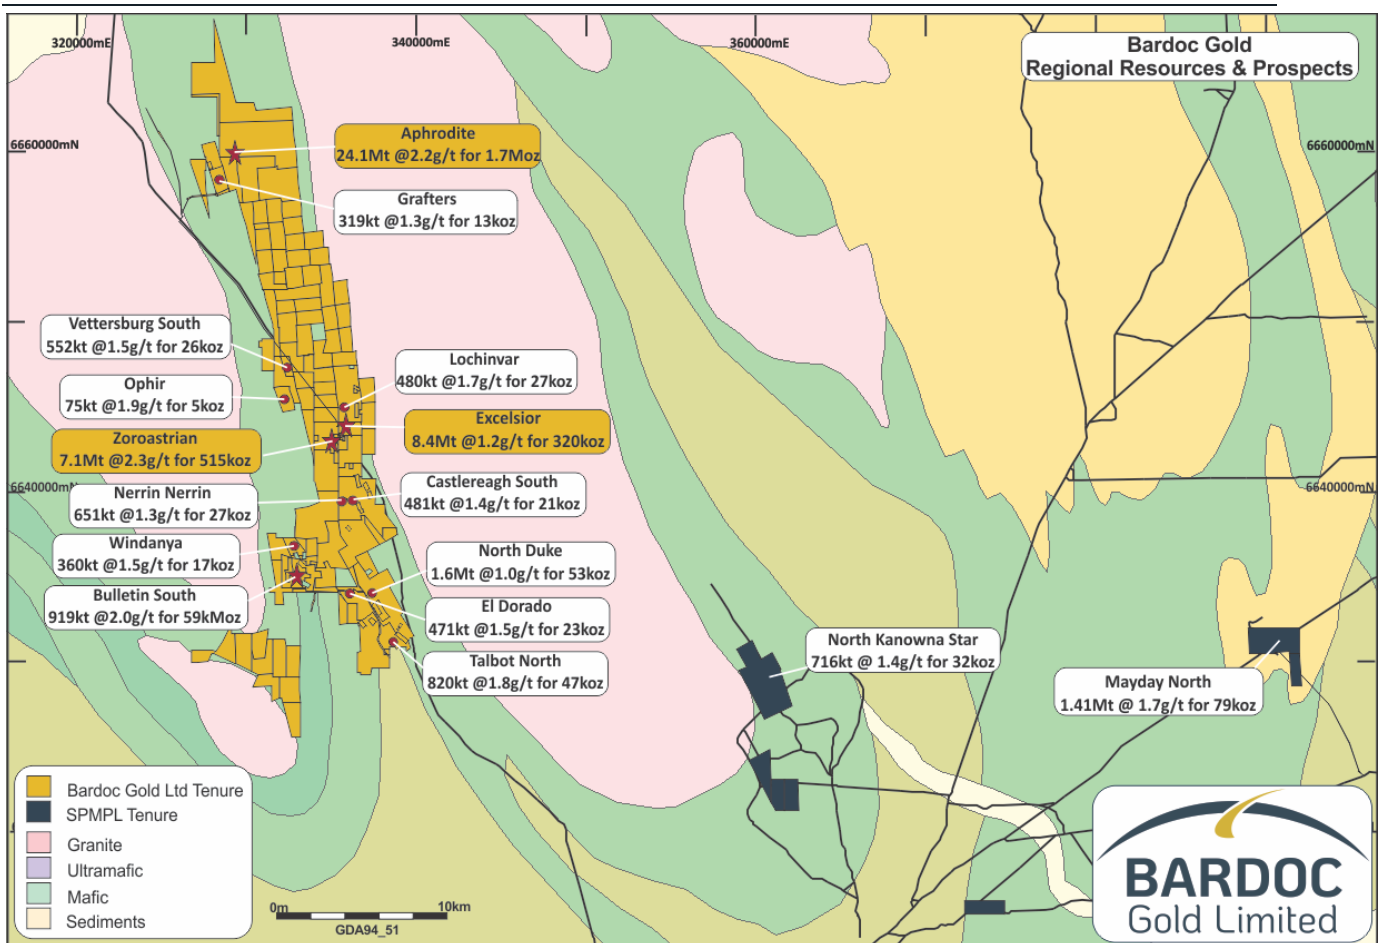 320000mE
340000mE
360000mE
Bardoc Gold
Regional Resources & Prospects
6660000mN
6660000mN
Aphrodite
24.1Mt @2.2g/t for 1.7Moz
Grafters
319kt @1.3g/t for 13koz
Vettersburg South
552kt @1.5g/t for 26koz
Lochinvar
480kt @1.7g/t for 27koz
Ophir
75kt @1.9g/t for 5koz
Excelsior
8.4Mt @1.2g/t for 320koz
Zoroastrian
7.1Mt @2.3g/t for 515koz
6640000mN
6640000mN
Nerrin Nerrin
651kt @1.3g/t for 27koz
Castlereagh South
481kt @1.4g/t for 21koz
Windanya
360kt @1.5g/t for 17koz
North Duke
1.6Mt @1.0g/t for 53koz
Bulletin South
919kt @2.0g/t for 59kMoz
El Dorado
471kt @1.5g/t for 23koz
Talbot North
820kt @1.8g/t for 47koz
North Kanowna Star
716kt @ 1.4g/t for 32koz
Mayday North
1.41Mt @ 1.7g/t for 79koz
Bardoc Gold Ltd Tenure
SPMPL Tenure
Granite
Ultramafic
Mafic
Sediments
0m
10km
GDA94_51
BARDOC
Gold Limited